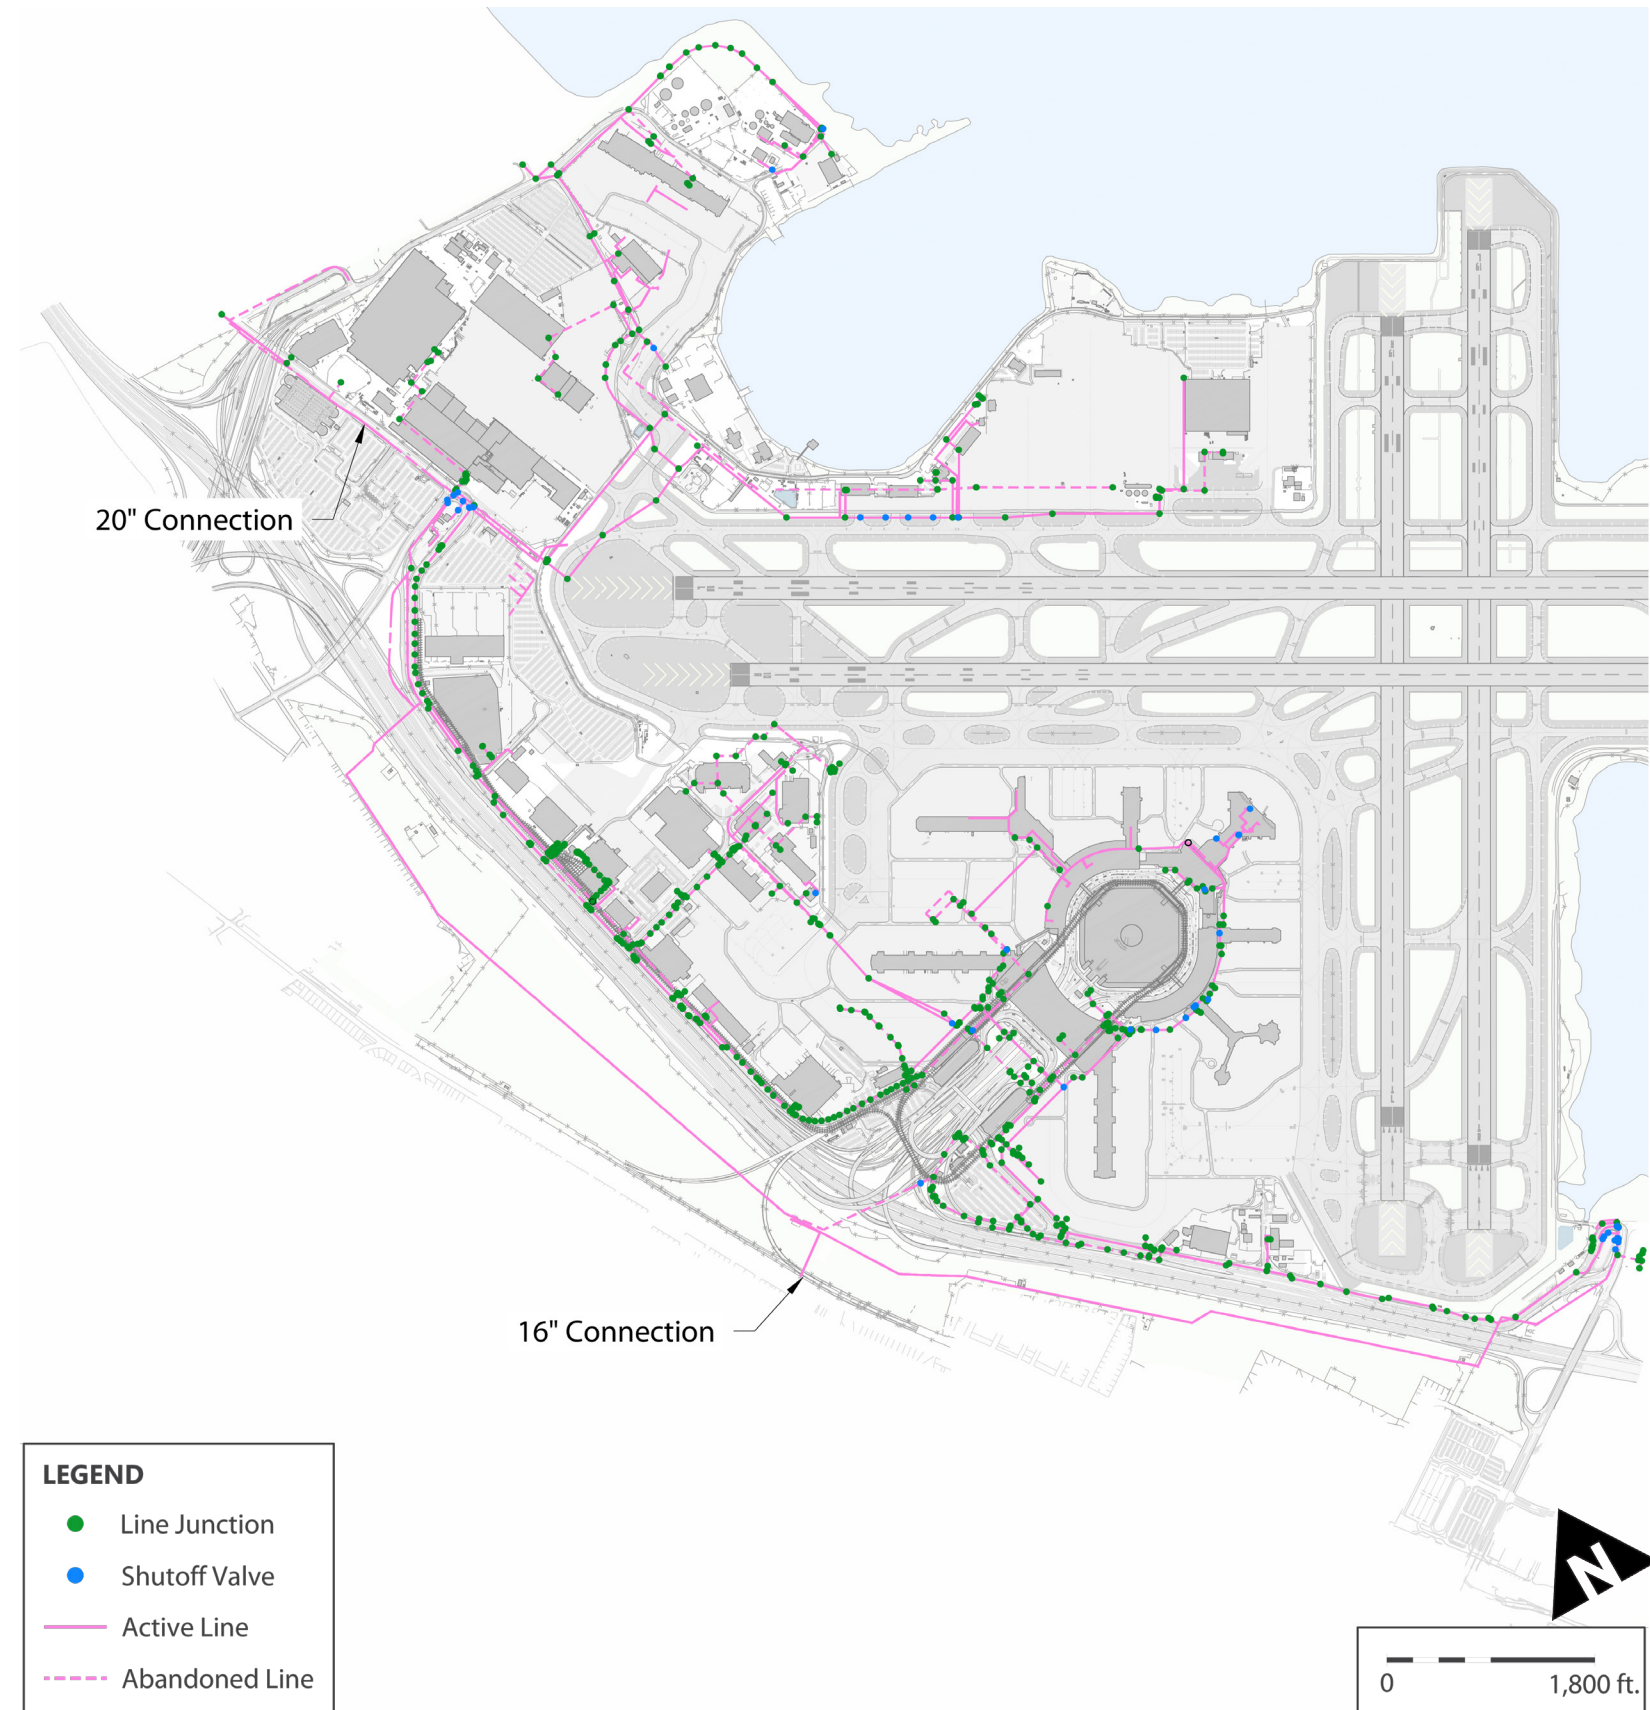 20" Connection
16" Connection
LEGEND
Line Junction
Shutoff Valve
Active Line
Abandoned Line
N
0 1,800 ft.